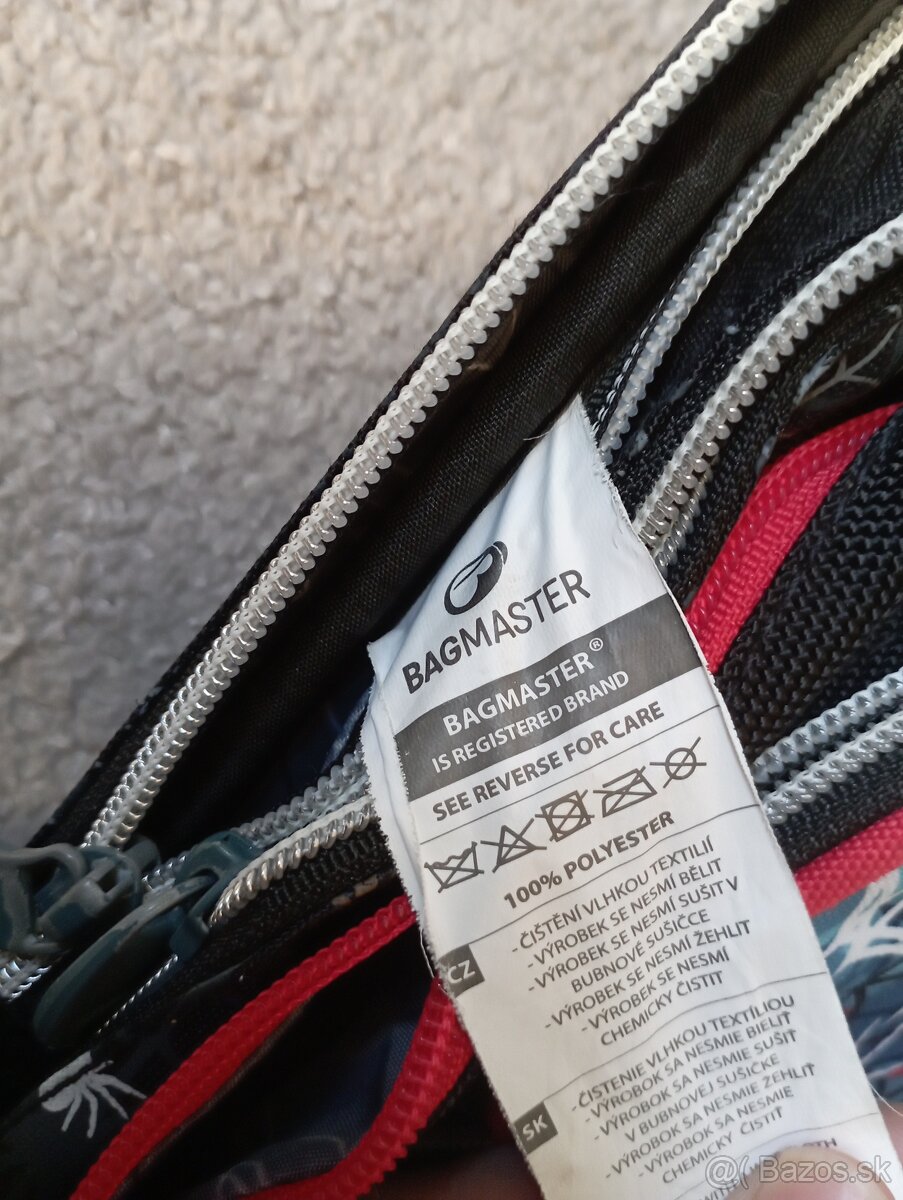 BAGMASTER
BAGMASTER®
IS REGISTERED BRAND
SEE REVERSE FOR CARE
100% POLYESTER
CZ
-ČIŠTĚNÍ VLHKOU TEXTILIÍ
-VÝROBEK SE NESMÍ BĚLIT
-VÝROBEK SE NESMÍ SUŠIT V
BUBNOVÉ SUŠIČCE
-VÝROBEK SE NESMÍ ŽEHLIT
-VÝROBEK SE NESMÍ
CHEMICKY ČISTIT
SK
-ČISTENIE VLHKOU TEXTÍLIOU
-VÝROBOK SA NESMIE BIELIŤ
-VÝROBOK SA NESMIE SUŠIŤ
V BUBNOVEJ SUŠIČKE
-VÝROBOK SA NESMIE ŽEHLIŤ
-VÝROBOK SA NESMIE
CHEMICKY ČISTIŤ
@( Bazos.sk